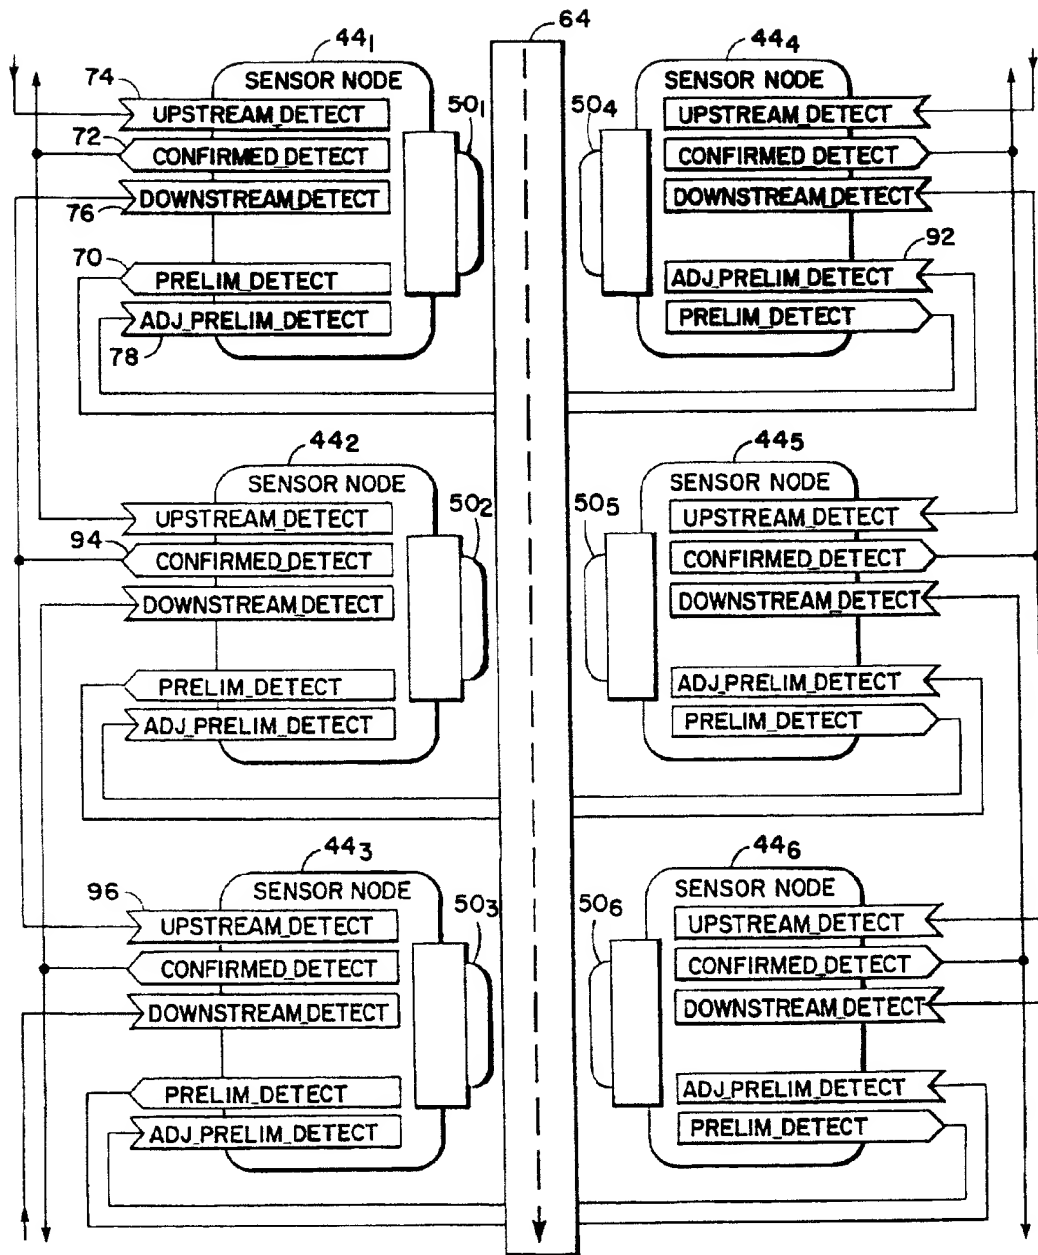 64
44₁
SENSOR NODE
74
UPSTREAM_DETECT
72
CONFIRMED_DETECT
76
DOWNSTREAM_DETECT
70
PRELIM_DETECT
78
ADJ_PRELIM_DETECT
50₁
44₄
SENSOR NODE
50₄
UPSTREAM_DETECT
CONFIRMED_DETECT
DOWNSTREAM_DETECT
92
ADJ_PRELIM_DETECT
PRELIM_DETECT
44₂
SENSOR NODE
UPSTREAM_DETECT
94
CONFIRMED_DETECT
DOWNSTREAM_DETECT
PRELIM_DETECT
ADJ_PRELIM_DETECT
50₂
44₅
SENSOR NODE
50₅
UPSTREAM_DETECT
CONFIRMED_DETECT
DOWNSTREAM_DETECT
ADJ_PRELIM_DETECT
PRELIM_DETECT
44₃
SENSOR NODE
96
UPSTREAM_DETECT
CONFIRMED_DETECT
DOWNSTREAM_DETECT
PRELIM_DETECT
ADJ_PRELIM_DETECT
50₃
44₆
SENSOR NODE
50₆
UPSTREAM_DETECT
CONFIRMED_DETECT
DOWNSTREAM_DETECT
ADJ_PRELIM_DETECT
PRELIM_DETECT